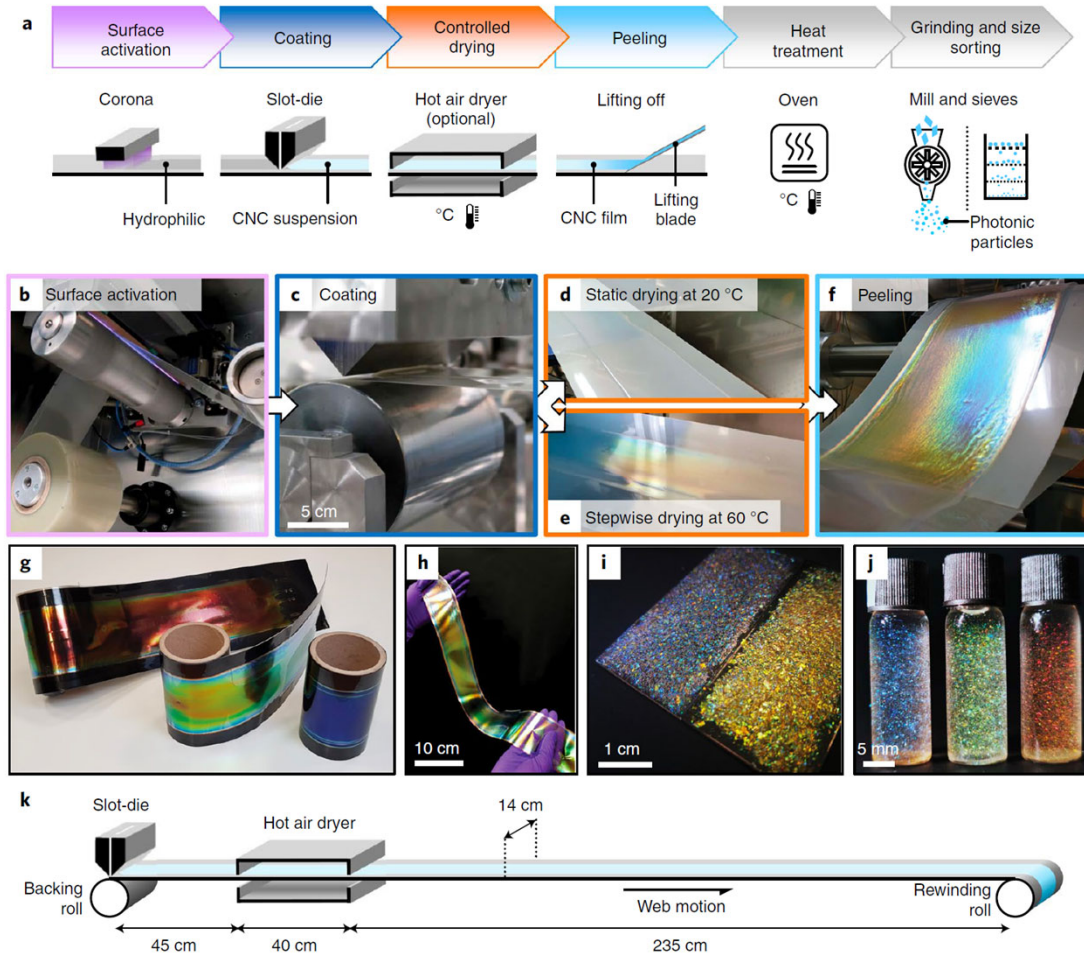 a
Surface
activation
Coating
Controlled
drying
Peeling
Heat
treatment
Grinding and size
sorting
Corona
Slot-die
Hot air dryer
(optional)
Lifting off
Oven
Mill and sieves
Hydrophilic
CNC suspension
°C
CNC film
Lifting
blade
°C
Photonic
particles
b Surface activation
c Coating
5 cm
d Static drying at 20 °C
e Stepwise drying at 60 °C
f Peeling
g
h
10 cm
i
1 cm
j
5 mm
k
Slot-die
Hot air dryer
14 cm
Backing
roll
Web motion
Rewinding
roll
45 cm
40 cm
235 cm